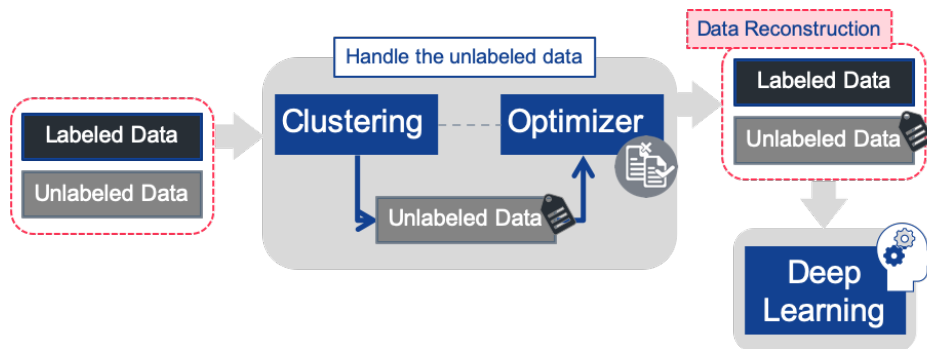 Labeled Data
Unlabeled Data
Handle the unlabeled data
Clustering
Optimizer
Unlabeled Data
Data Reconstruction
Labeled Data
Unlabeled Data
Deep
Learning